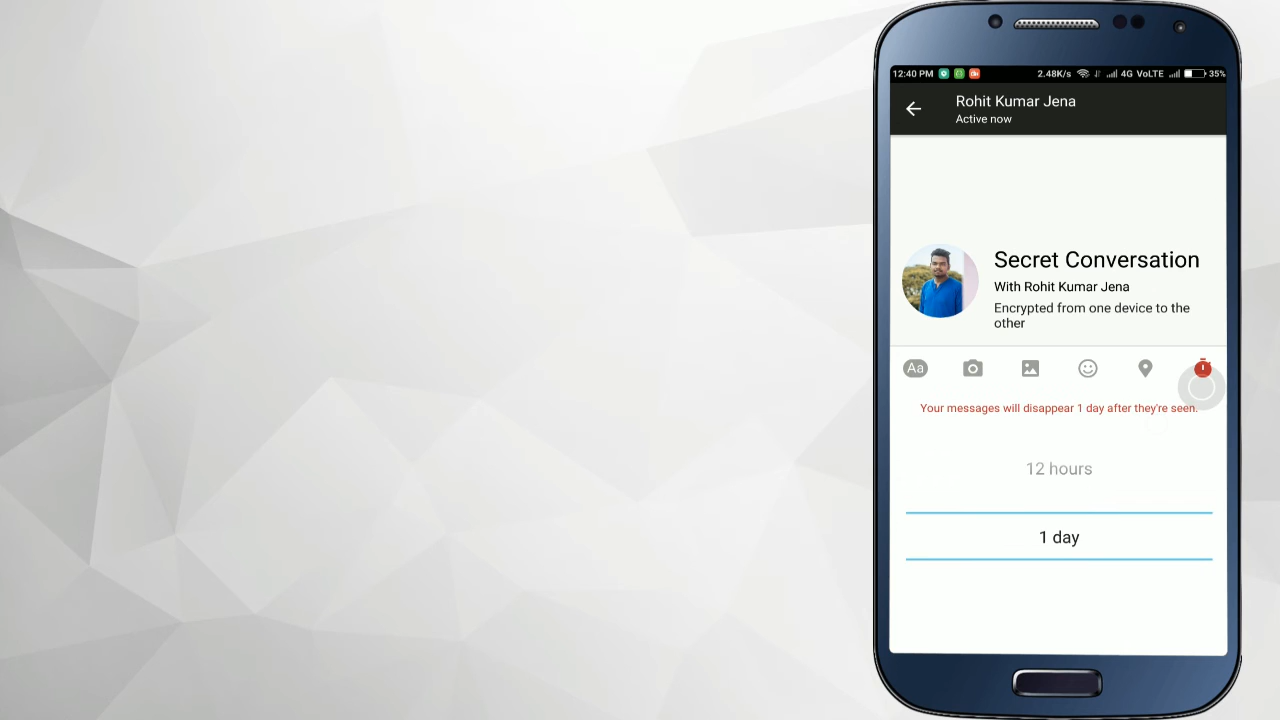 12:40 PM 2.48K/s 4G VoLTE 35%
Rohit Kumar Jena
Active now
Secret Conversation
With Rohit Kumar Jena
Encrypted from one device to the
other
Aa
Your messages will disappear 1 day after they're seen.
12 hours
1 day